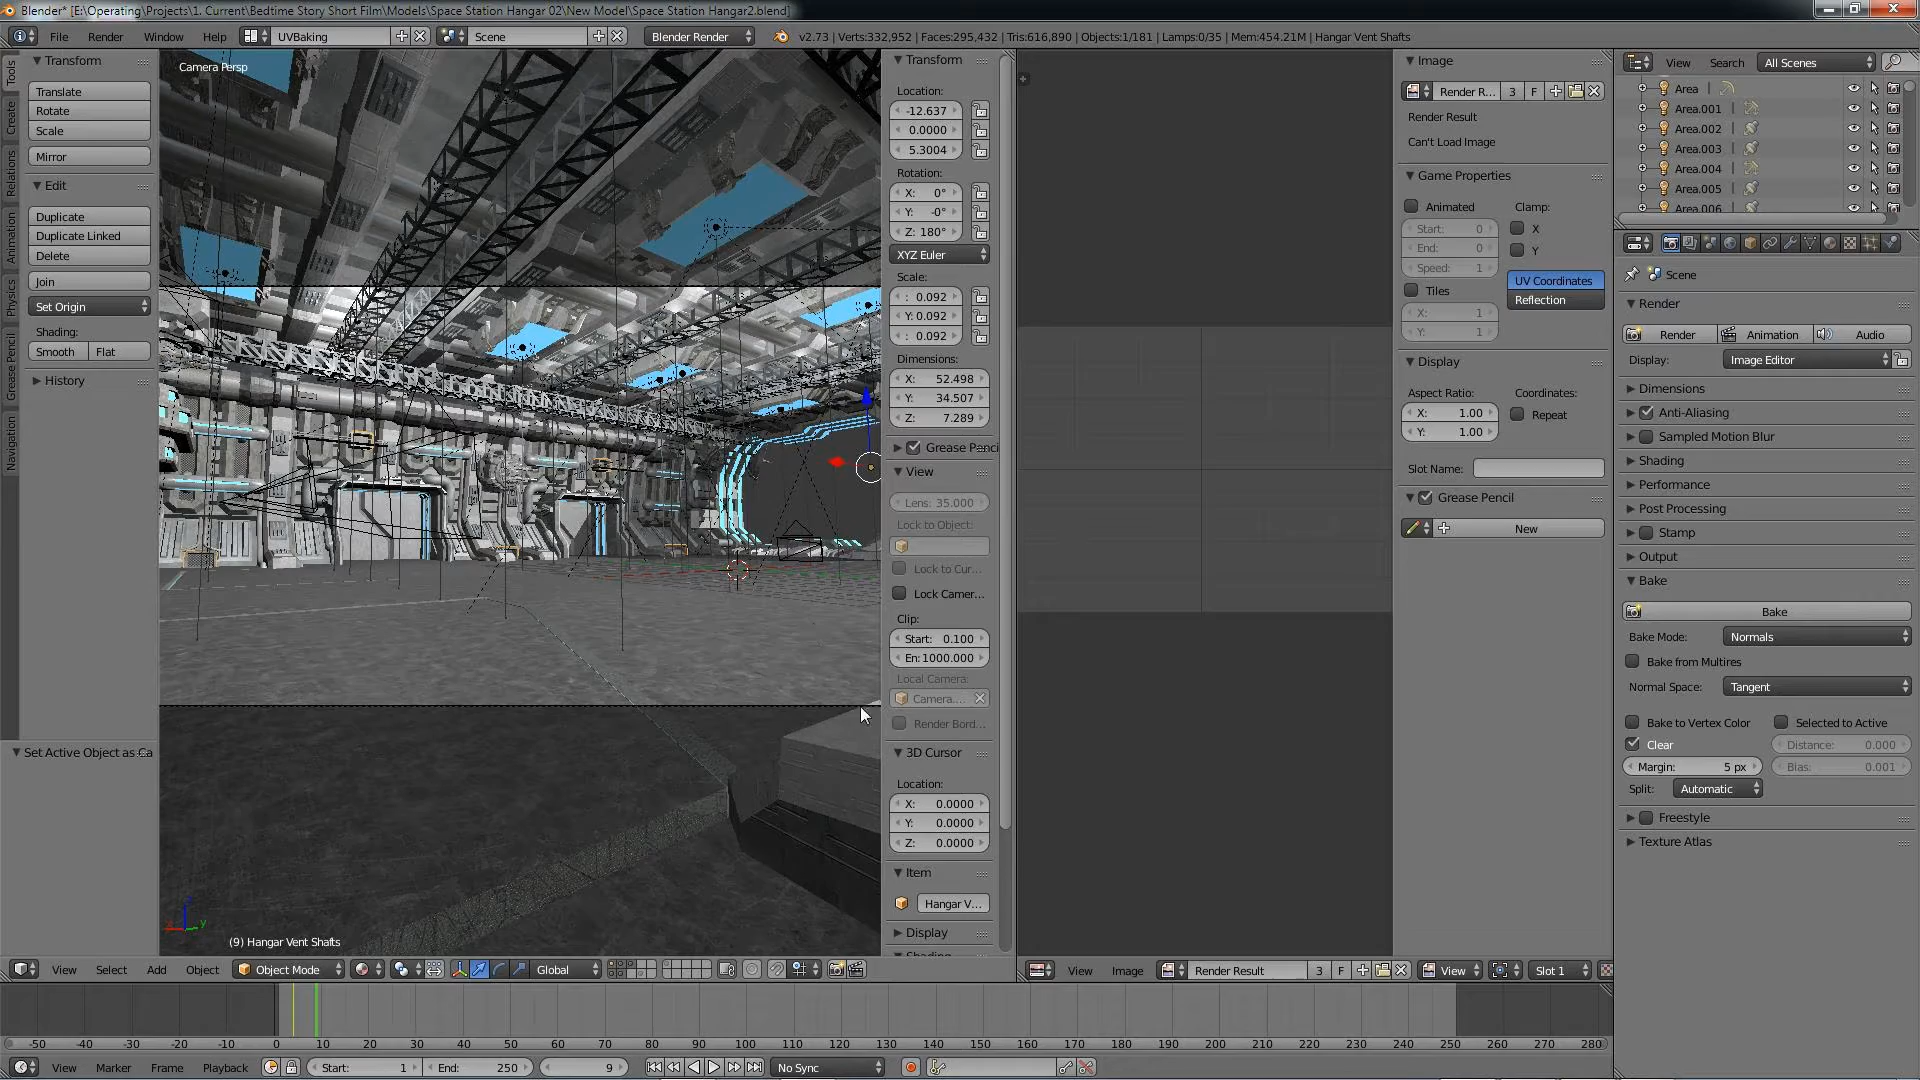 Blender* [E:\Operating\Projects\1. Current\Bedtime Story Short Film\Models\Space Station Hangar 02\New Model\Space Station Hangar2.blend]
File Render Window Help UVBaking Scene Blender Render v2.73 | Verts:332,952 | Faces:295,432 | Tris:616,890 | Objects:1/181 | Lamps:0/35 | Mem:454.21M | Hangar Vent Shafts
Tools
Create
Relations
Animation
Physics
Grease Pencil
Navigation
Transform
Translate
Rotate
Scale
Mirror
Edit
Duplicate
Duplicate Linked
Delete
Join
Set Origin
Shading:
Smooth Flat
History
Set Active Object as Ca
Camera Persp
(9) Hangar Vent Shafts
Transform
Location:
-12.637
0.0000
5.3004
Rotation:
X: 0°
Y: -0°
Z: 180°
XYZ Euler
Scale:
: 0.092
Y: 0.092
: 0.092
Dimensions:
X: 52.498
Y: 34.507
Z: 7.289
Grease Penci
View
Lens: 35.000
Lock to Object:
Lock to Cur...
Lock Camer...
Clip:
Start: 0.100
En: 1000.000
Local Camera:
Camera....
Render Bord...
3D Cursor
Location:
X: 0.0000
Y: 0.0000
Z: 0.0000
Item
Hangar V...
Display
View Select Add Object Object Mode Global
Image
Render R... 3 F
Render Result
Can't Load Image
Game Properties
Animated Clamp:
Start: 0 X
End: 0 Y
Speed: 1
Tiles
X: 1
Y: 1
UV Coordinates
Reflection
Display
Aspect Ratio: Coordinates:
X: 1.00 Repeat
Y: 1.00
Slot Name:
Grease Pencil
New
View Image Render Result 3 F View Slot 1
View Search All Scenes
Area
Area.001
Area.002
Area.003
Area.004
Area.005
Area.006
Scene
Render
Render Animation Audio
Display: Image Editor
Dimensions
Anti-Aliasing
Sampled Motion Blur
Shading
Performance
Post Processing
Stamp
Output
Bake
Bake
Bake Mode: Normals
Bake from Multires
Normal Space: Tangent
Bake to Vertex Color Selected to Active
Clear Distance: 0.000
Margin: 5 px Bias: 0.001
Split: Automatic
Freestyle
Texture Atlas
-50 -40 -30 -20 -10 0 10 20 30 40 50 60 70 80 90 100 110 120 130 140 150 160 170 180 190 200 210 220 230 240 250 260 270 280
View Marker Frame Playback Start: 1 End: 250 9 No Sync